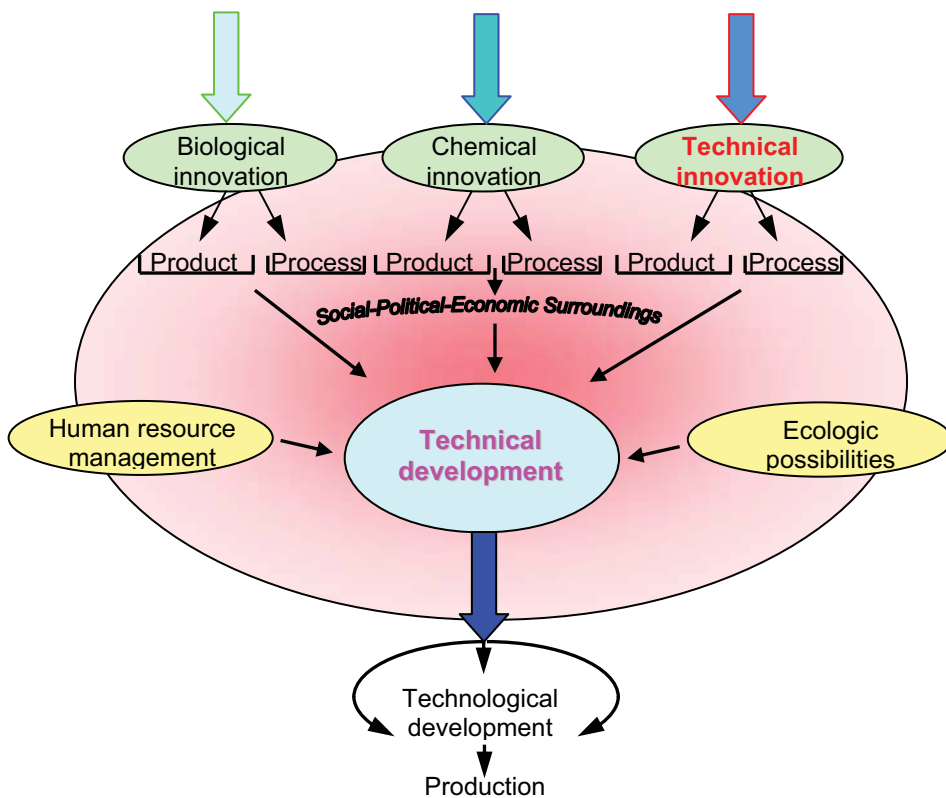 Biological
innovation
Chemical
innovation
Technical
innovation
Product
Process
Product
Process
Product
Process
Social-Political-Economic Surroundings
Human resource
management
Technical
development
Ecologic
possibilities
Technological
development
Production